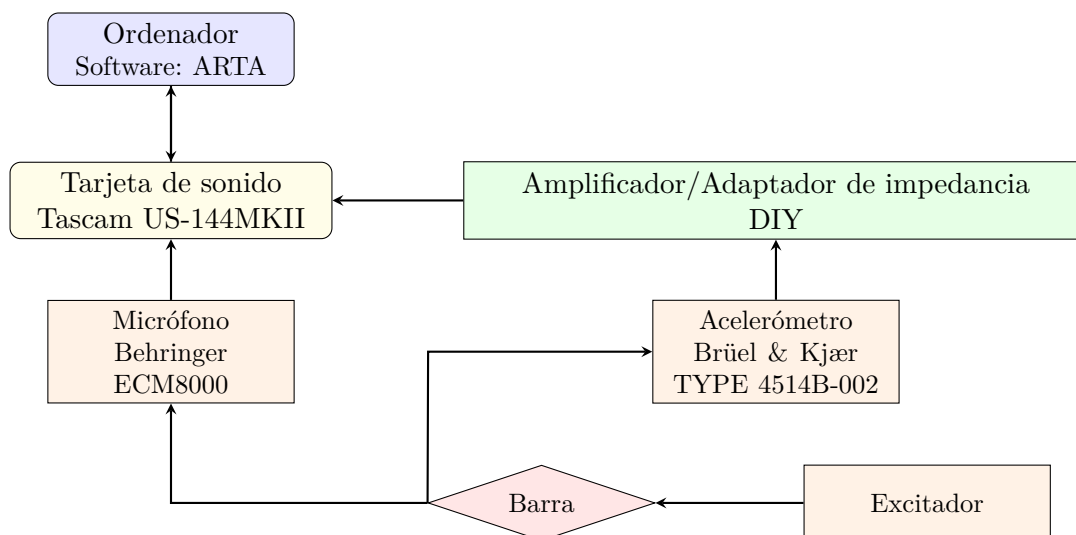 Ordenador
Software: ARTA
Tarjeta de sonido
Tascam US-144MKII
Amplificador/Adaptador de impedancia
DIY
Micrófono
Behringer
ECM8000
Acelerómetro
Brüel & Kjær
TYPE 4514B-002
Barra
Excitador